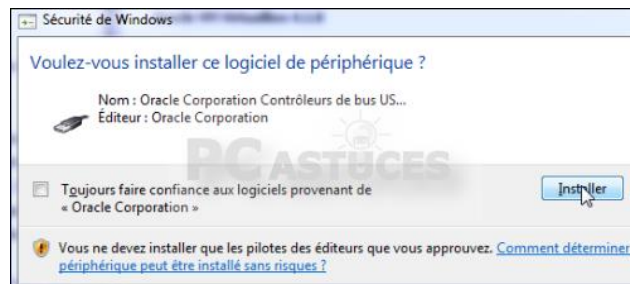 Sécurité de Windows
Voulez-vous installer ce logiciel de périphérique ?
Nom : Oracle Corporation Contrôleurs de bus US...
Éditeur : Oracle Corporation
PC ASTUCES
Toujours faire confiance aux logiciels provenant de
« Oracle Corporation »
Installer
Vous ne devez installer que les pilotes des éditeurs que vous approuvez. Comment déterminer
périphérique peut être installé sans risques ?